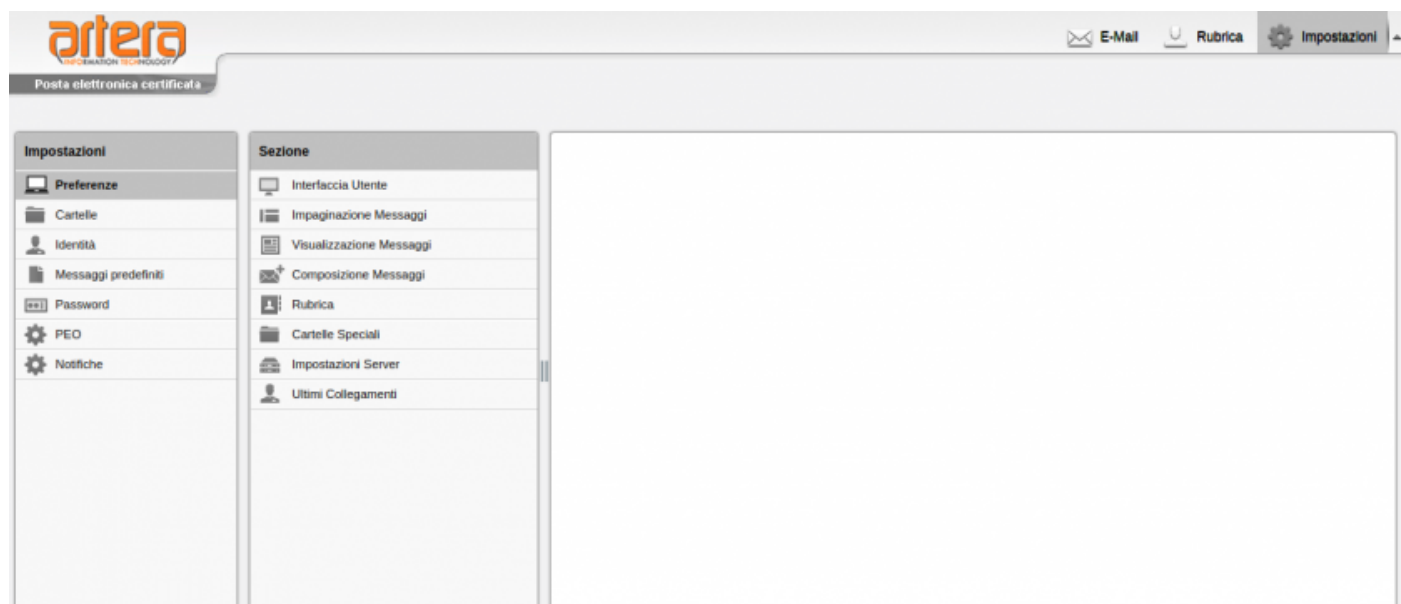 artera
INFORMATION TECHNOLOGY
Posta elettronica certificata
E-Mail
Rubrica
Impostazioni
Impostazioni
Preferenze
Cartelle
Identità
Messaggi predefiniti
Password
PEO
Notifiche
Sezione
Interfaccia Utente
Impaginazione Messaggi
Visualizzazione Messaggi
Composizione Messaggi
Rubrica
Cartelle Speciali
Impostazioni Server
Ultimi Collegamenti